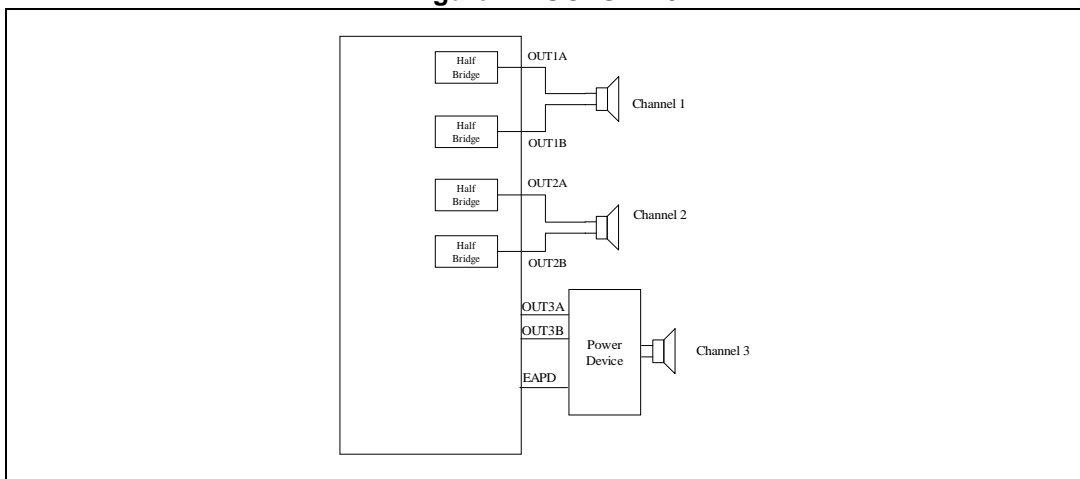 Half
Bridge
OUT1A
Channel 1
Half
Bridge
OUT1B
Half
Bridge
OUT2A
Channel 2
Half
Bridge
OUT2B
OUT3A
OUT3B
Power
Device
Channel 3
EAPD